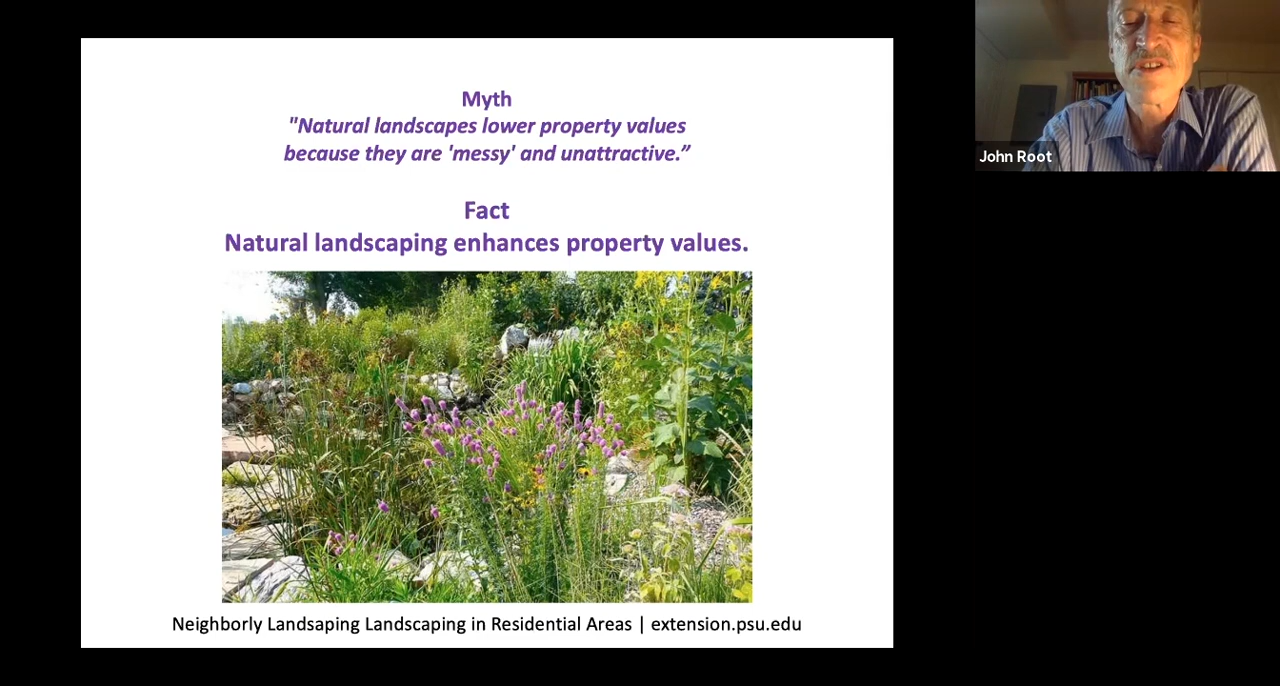 Myth
"Natural landscapes lower property values
because they are 'messy' and unattractive.”
Fact
Natural landscaping enhances property values.
Neighborly Landsaping Landscaping in Residential Areas | extension.psu.edu
John Root